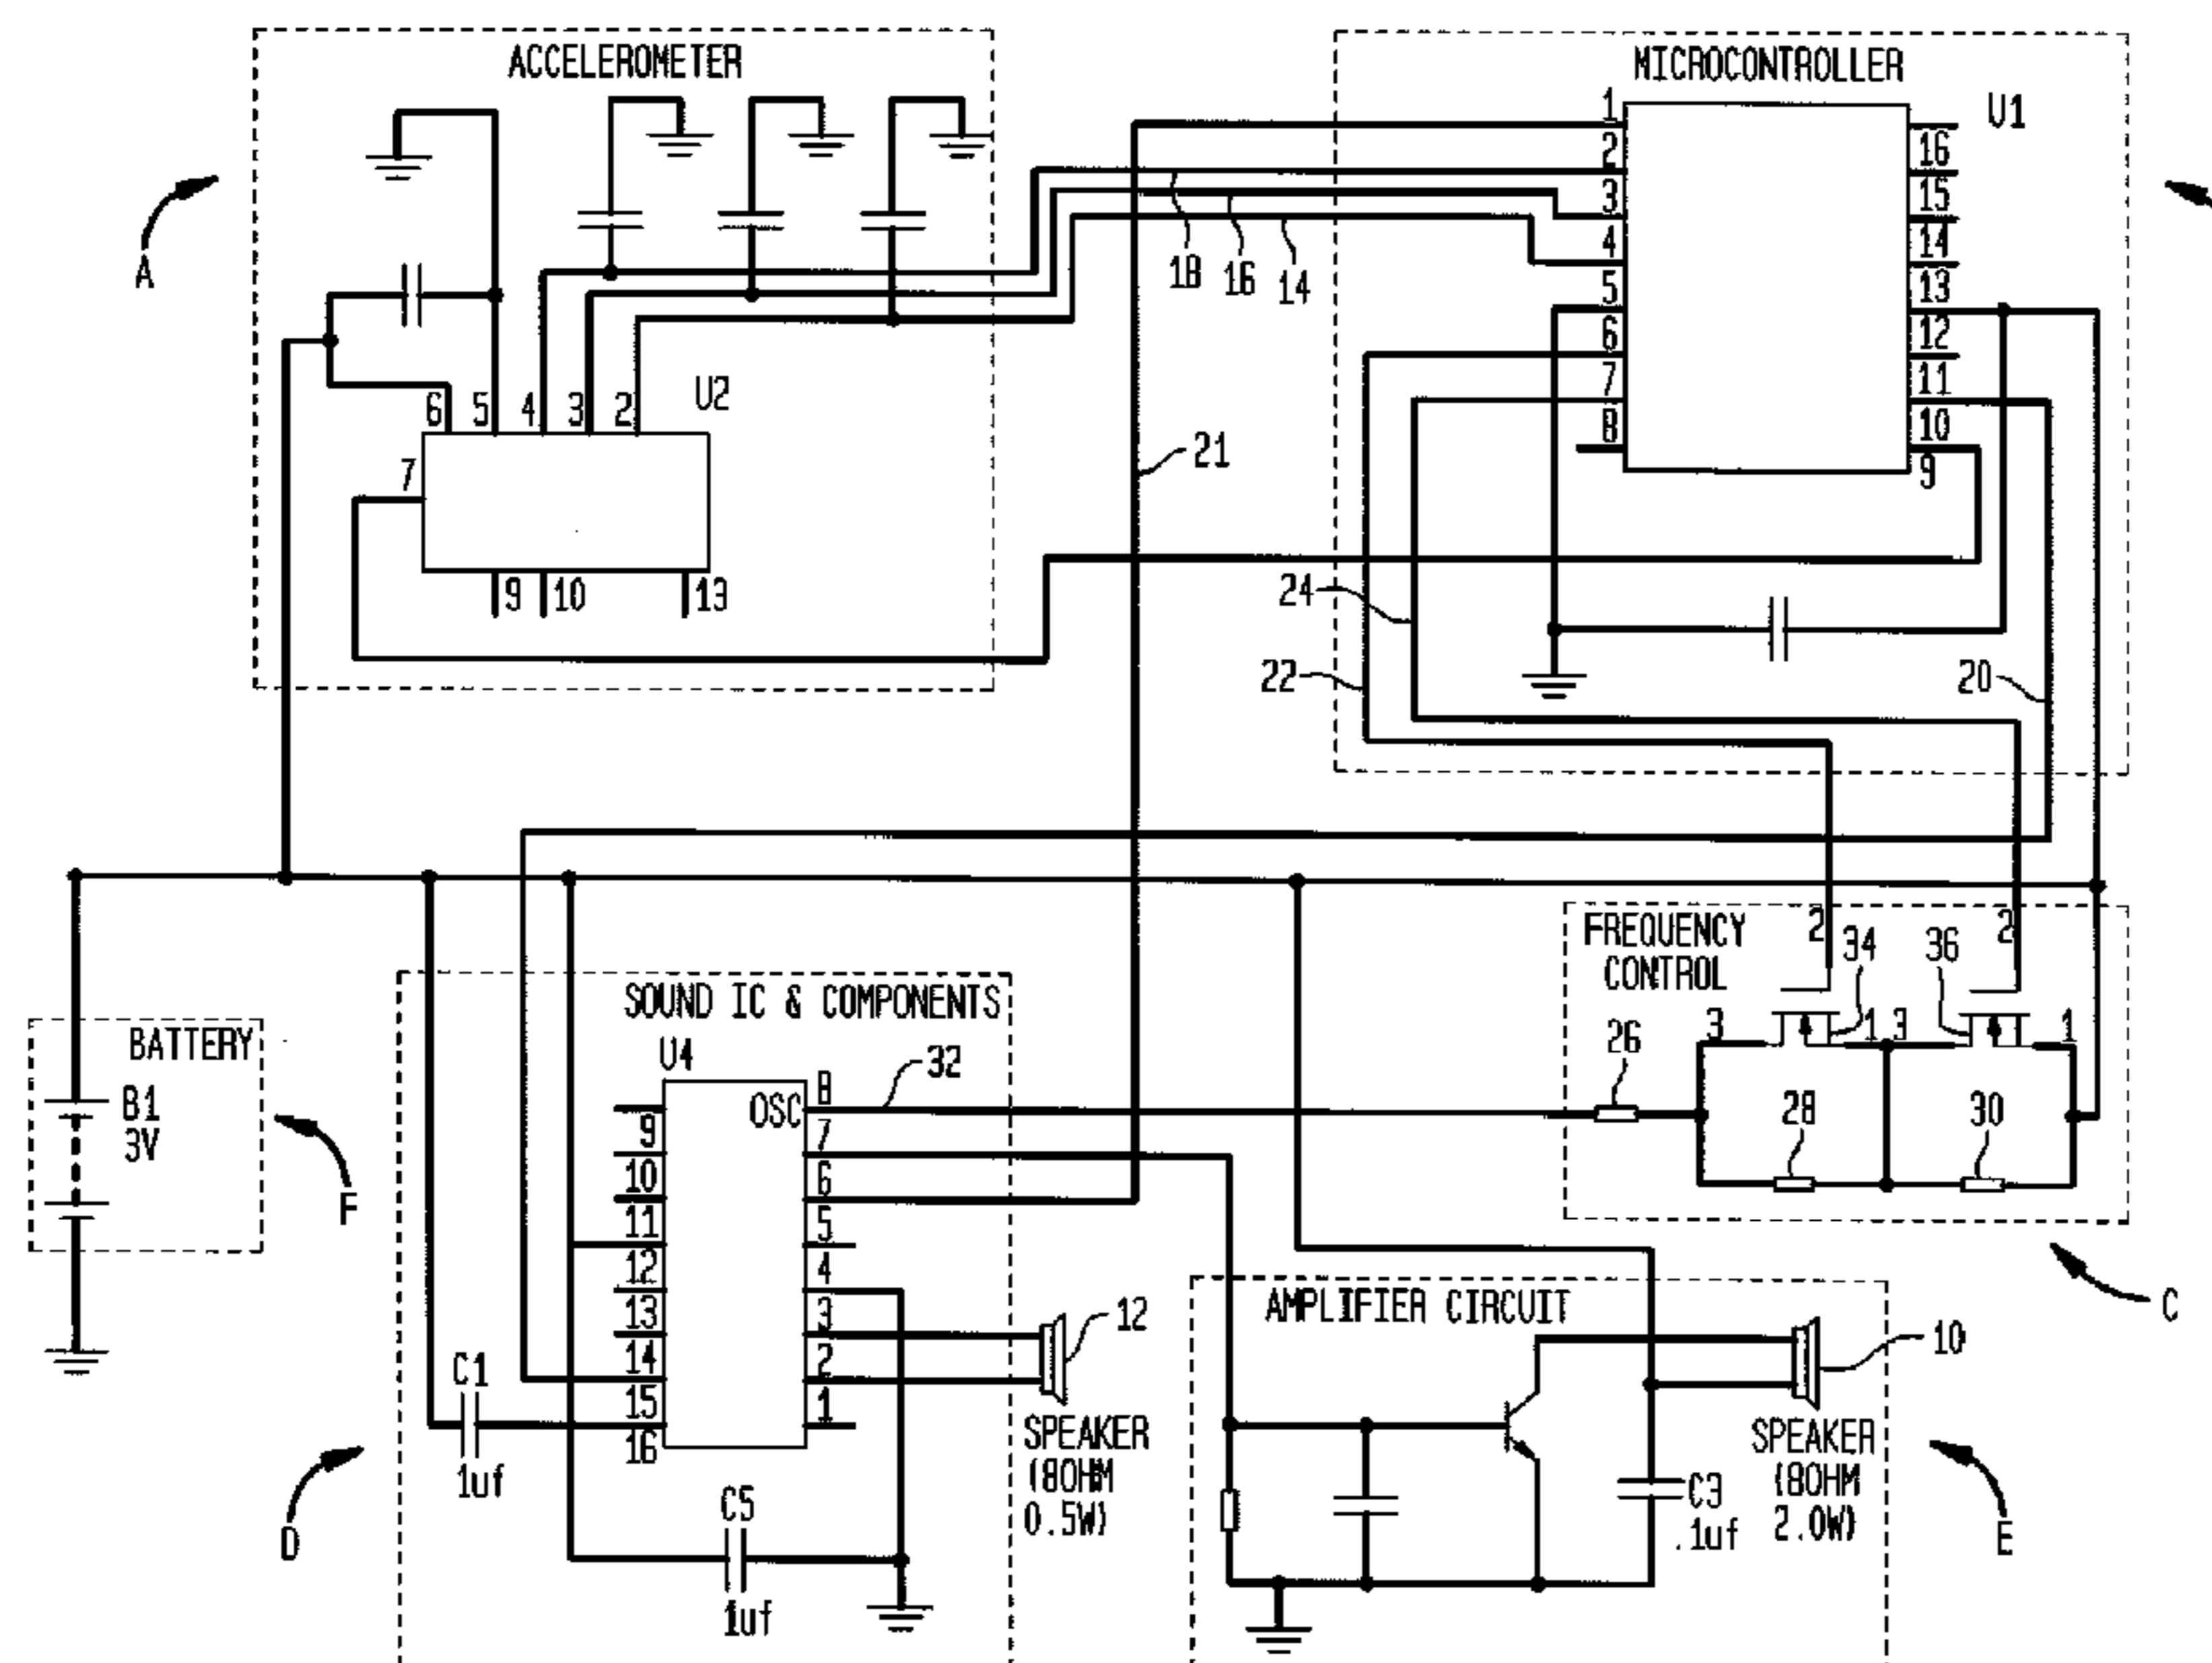 ACCELEROMETER
A
6
5
4
3
2
U2
7
9
10
13
MICROCONTROLLER
U1
1
2
3
4
5
6
7
8
16
15
14
13
12
11
10
9
18
16
14
21
24
22
20
BATTERY
B1
3V
F
SOUND IC & COMPONENTS
U4
OSC
32
8
7
6
5
4
3
2
1
9
10
11
12
13
14
15
16
C1
1uf
C5
1uf
D
12
SPEAKER
(8OHM
0.5W)
FREQUENCY
CONTROL
2
34
36
2
3
1
3
1
26
28
30
C
AMPLIFIER CIRCUIT
10
SPEAKER
(8OHM
2.0W)
C3
.1uf
E